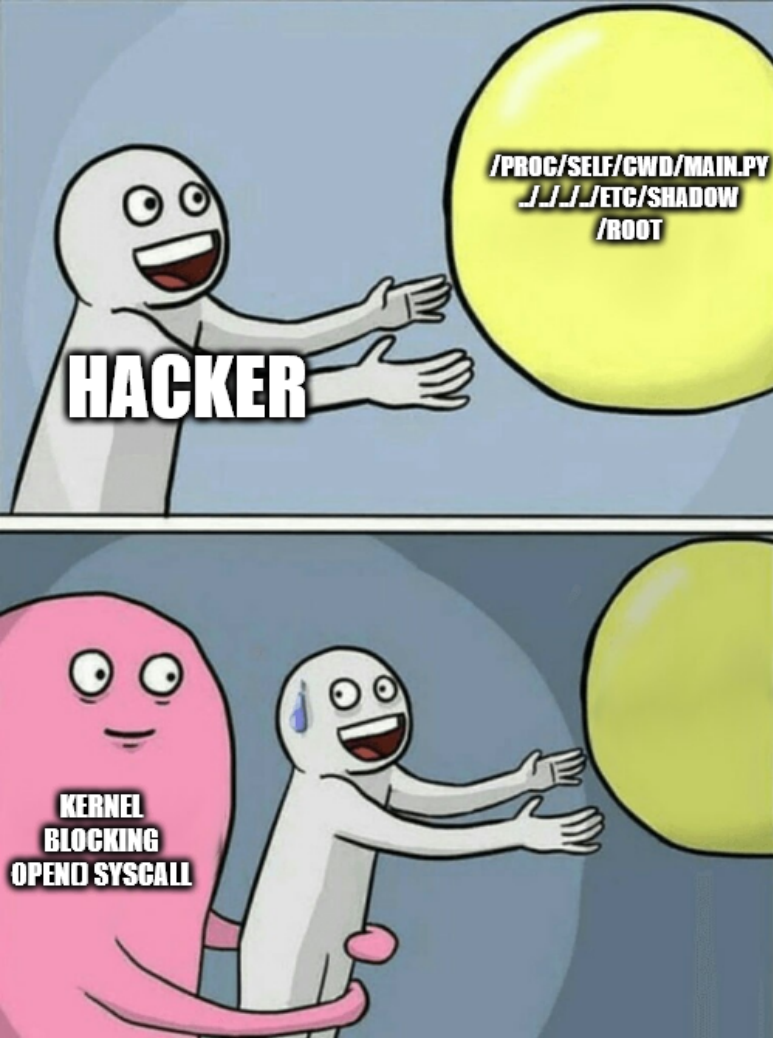 /PROC/SELF/CWD/MAIN.PY
../../../../ETC/SHADOW
/ROOT
HACKER
KERNEL
BLOCKING
OPEN() SYSCALL